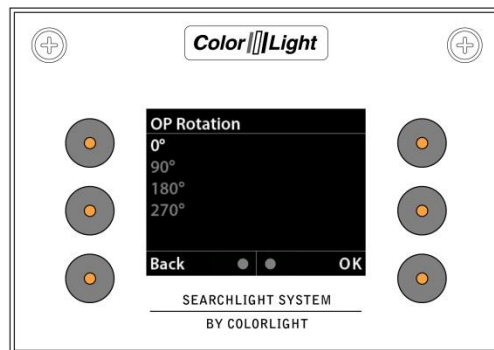 Color Light
OP Rotation
0°
90°
180°
270°
Back OK
SEARCHLIGHT SYSTEM
BY COLORLIGHT